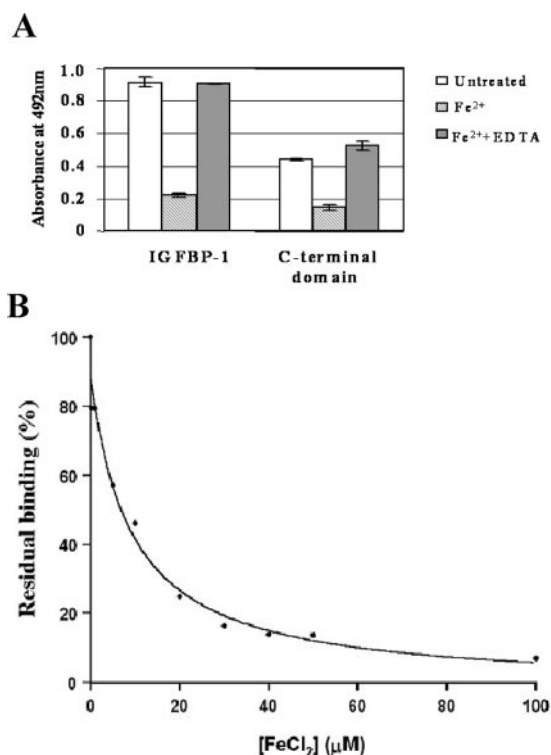 A
Absorbance at 492nm
1.0
0.8
0.6
0.4
0.2
0
IGFBP-1
C-terminal
domain
Untreated
Fe²⁺
Fe²⁺+EDTA
B
Residual binding (%)
100
80
60
40
20
0
0 20 40 60 80 100
[FeCl₂] (μM)